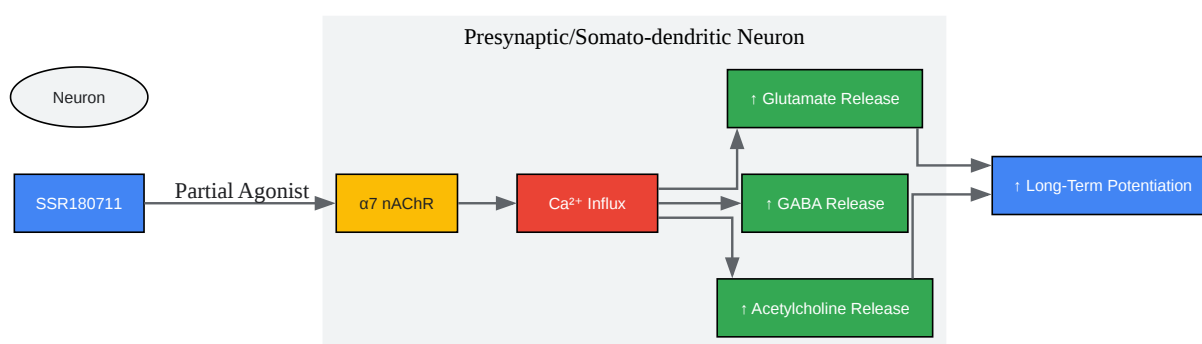 Presynaptic/Somato-dendritic Neuron
Neuron
SSR180711
Partial Agonist
α7 nAChR
Ca²⁺ Influx
↑ Glutamate Release
↑ GABA Release
↑ Acetylcholine Release
↑ Long-Term Potentiation